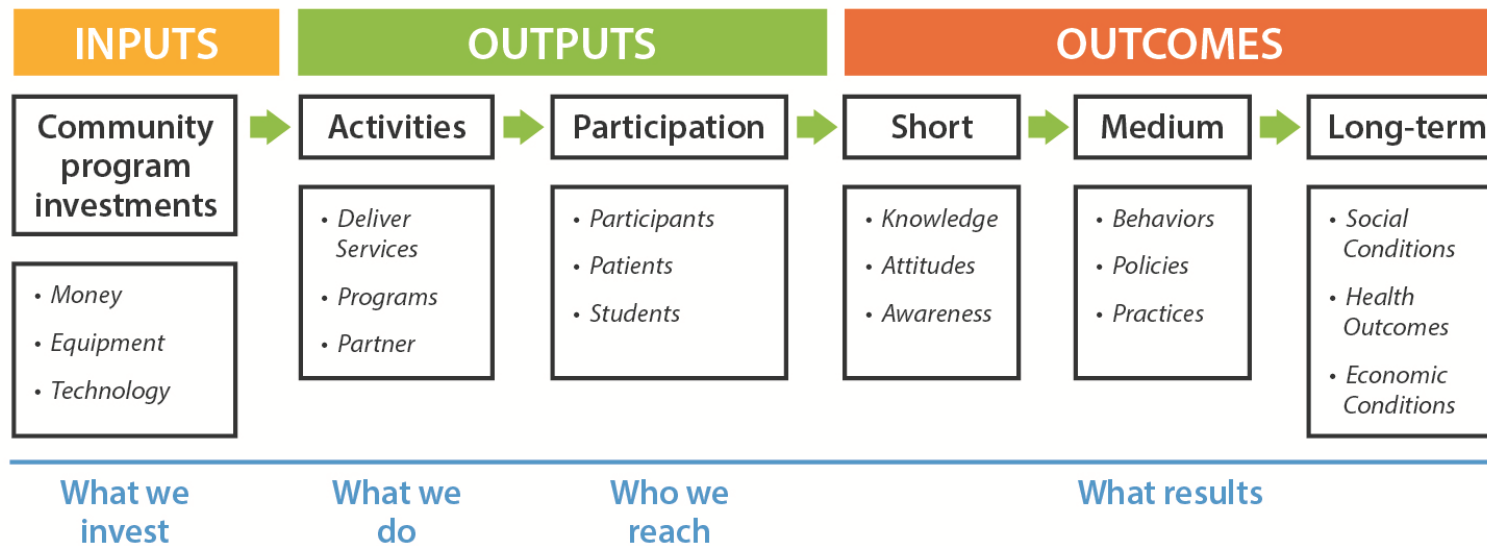 INPUTS
OUTPUTS
OUTCOMES
Community
program
investments
Activities
Participation
Short
Medium
Long-term
• Money
• Equipment
• Technology
• Deliver
Services
• Programs
• Partner
• Participants
• Patients
• Students
• Knowledge
• Attitudes
• Awareness
• Behaviors
• Policies
• Practices
• Social
Conditions
• Health
Outcomes
• Economic
Conditions
What we
invest
What we
do
Who we
reach
What results